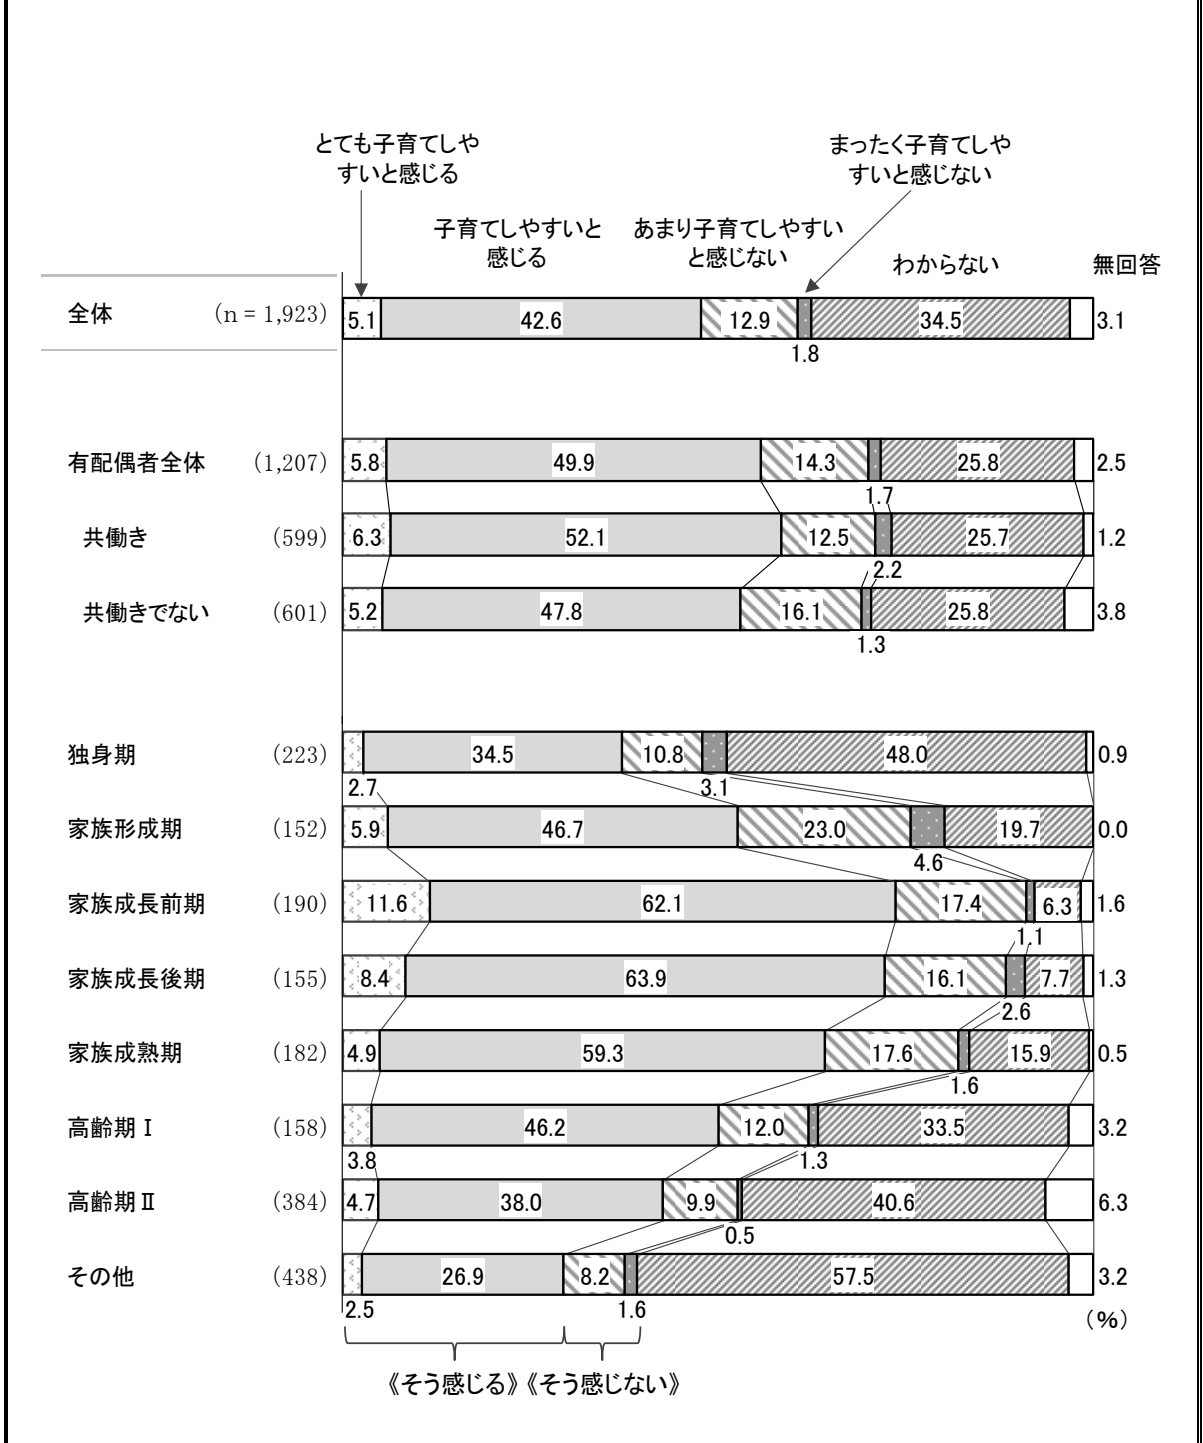 とても子育てしや
すいと感じる
まったく子育てしや
すいと感じない
子育てしやすいと
感じる
あまり子育てしやすい
と感じない
わからない
無回答
全体 (n = 1,923) 5.1 42.6 12.9 34.5 3.1
1.8
有配偶者全体 (1,207) 5.8 49.9 14.3 25.8 2.5
1.7
共働き (599) 6.3 52.1 12.5 25.7 1.2
2.2
共働きでない (601) 5.2 47.8 16.1 25.8 3.8
1.3
独身期 (223) 34.5 10.8 48.0 0.9
2.7 3.1
家族形成期 (152) 5.9 46.7 23.0 19.7 0.0
4.6
家族成長前期 (190) 11.6 62.1 17.4 6.3 1.6
1.1
家族成長後期 (155) 8.4 63.9 16.1 7.7 1.3
2.6
家族成熟期 (182) 4.9 59.3 17.6 15.9 0.5
1.6
高齢期Ⅰ (158) 46.2 12.0 33.5 3.2
3.8 1.3
高齢期Ⅱ (384) 4.7 38.0 9.9 40.6 6.3
0.5
その他 (438) 26.9 8.2 57.5 3.2
2.5 1.6
(%)
《そう感じる》《そう感じない》